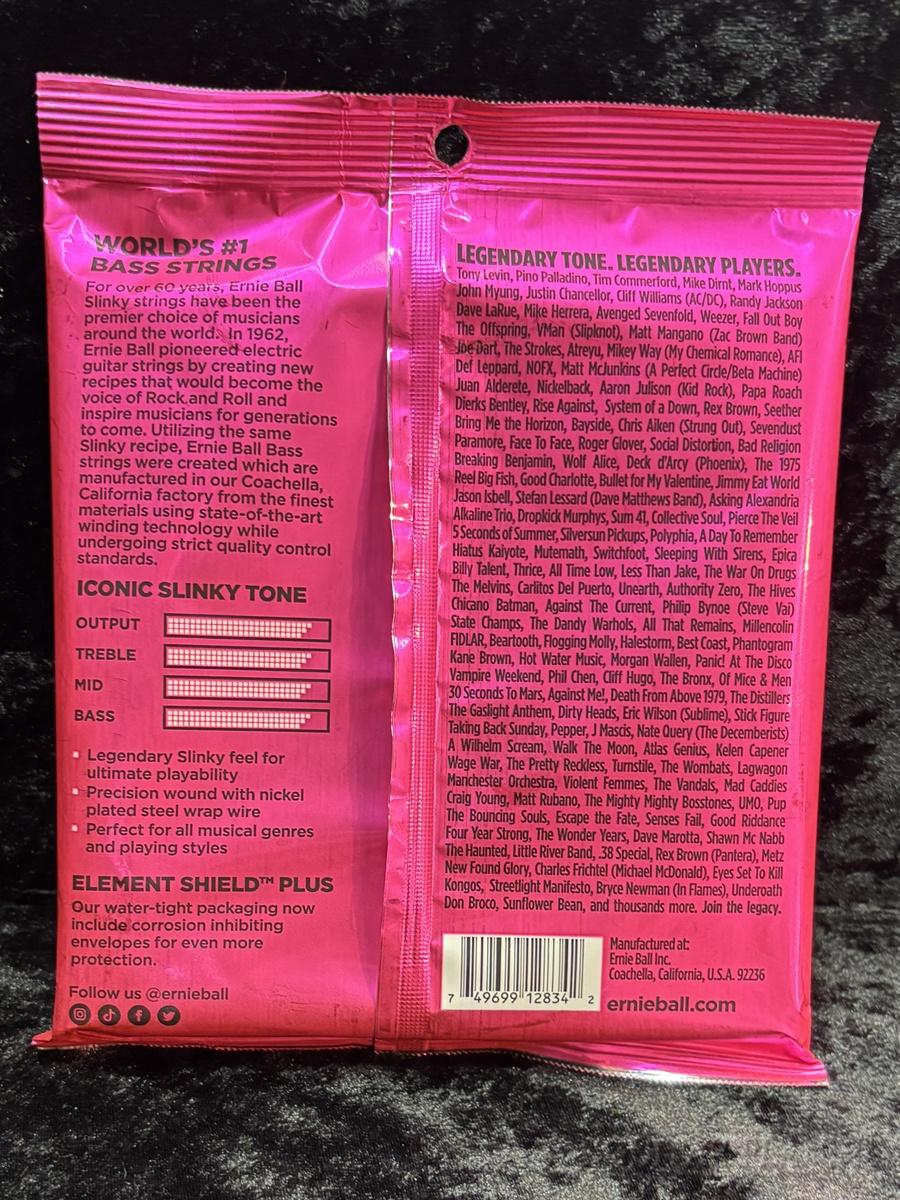 WORLD'S #1
BASS STRINGS
For over 60 years, Ernie Ball
Slinky strings have been the
premier choice of musicians
around the world. In 1962,
Ernie Ball pioneered electric
guitar strings by creating new
recipes that would become the
voice of Rock and Roll and
inspire musicians for generations
to come. Utilizing the same
Slinky recipe, Ernie Ball Bass
strings were created which are
manufactured in our Coachella,
California factory from the finest
materials using state-of-the-art
winding technology while
undergoing strict quality control
standards.
ICONIC SLINKY TONE
OUTPUT
TREBLE
MID
BASS
▪ Legendary Slinky feel for
ultimate playability
▪ Precision wound with nickel
plated steel wrap wire
▪ Perfect for all musical genres
and playing styles
ELEMENT SHIELD™ PLUS
Our water-tight packaging now
include corrosion inhibiting
envelopes for even more
protection.
Follow us @ernieball
LEGENDARY TONE. LEGENDARY PLAYERS.
Tony Levin, Pino Palladino, Tim Commerford, Mike Dirnt, Mark Hoppus
John Myung, Justin Chancellor, Cliff Williams (AC/DC), Randy Jackson
Dave LaRue, Mike Herrera, Avenged Sevenfold, Weezer, Fall Out Boy
The Offspring, VMan (Slipknot), Matt Mangano (Zac Brown Band)
Joe Dart, The Strokes, Atreyu, Mikey Way (My Chemical Romance), AFI
Def Leppard, NOFX, Matt McJunkins (A Perfect Circle/Beta Machine)
Juan Alderete, Nickelback, Aaron Julison (Kid Rock), Papa Roach
Dierks Bentley, Rise Against, System of a Down, Rex Brown, Seether
Bring Me the Horizon, Bayside, Chris Aiken (Strung Out), Sevendust
Paramore, Face To Face, Roger Glover, Social Distortion, Bad Religion
Breaking Benjamin, Wolf Alice, Deck d'Arcy (Phoenix), The 1975
Reel Big Fish, Good Charlotte, Bullet for My Valentine, Jimmy Eat World
Jason Isbell, Stefan Lessard (Dave Matthews Band), Asking Alexandria
Alkaline Trio, Dropkick Murphys, Sum 41, Collective Soul, Pierce The Veil
5 Seconds of Summer, Silversun Pickups, Polyphia, A Day To Remember
Hiatus Kaiyote, Mutemath, Switchfoot, Sleeping With Sirens, Epica
Billy Talent, Thrice, All Time Low, Less Than Jake, The War On Drugs
The Melvins, Carlitos Del Puerto, Unearth, Authority Zero, The Hives
Chicano Batman, Against The Current, Philip Bynoe (Steve Vai)
State Champs, The Dandy Warhols, All That Remains, Millencolin
FIDLAR, Beartooth, Flogging Molly, Halestorm, Best Coast, Phantogram
Kane Brown, Hot Water Music, Morgan Wallen, Panic! At The Disco
Vampire Weekend, Phil Chen, Cliff Hugo, The Bronx, Of Mice & Men
30 Seconds To Mars, Against Me!, Death From Above 1979, The Distillers
The Gaslight Anthem, Dirty Heads, Eric Wilson (Sublime), Stick Figure
Taking Back Sunday, Pepper, J Mascis, Nate Query (The Decemberists)
A Wilhelm Scream, Walk The Moon, Atlas Genius, Kelen Capener
Wage War, The Pretty Reckless, Turnstile, The Wombats, Lagwagon
Manchester Orchestra, Violent Femmes, The Vandals, Mad Caddies
Craig Young, Matt Rubano, The Mighty Mighty Bosstones, UMO, Pup
The Bouncing Souls, Escape the Fate, Senses Fail, Good Riddance
Four Year Strong, The Wonder Years, Dave Marotta, Shawn Mc Nabb
The Haunted, Little River Band, .38 Special, Rex Brown (Pantera), Metz
New Found Glory, Charles Frichtel (Michael McDonald), Eyes Set To Kill
Kongos, Streetlight Manifesto, Bryce Newman (In Flames), Underoath
Don Broco, Sunflower Bean, and thousands more. Join the legacy.
7 49699 12834 2
Manufactured at:
Ernie Ball Inc.
Coachella, California, U.S.A. 92236
ernieball.com